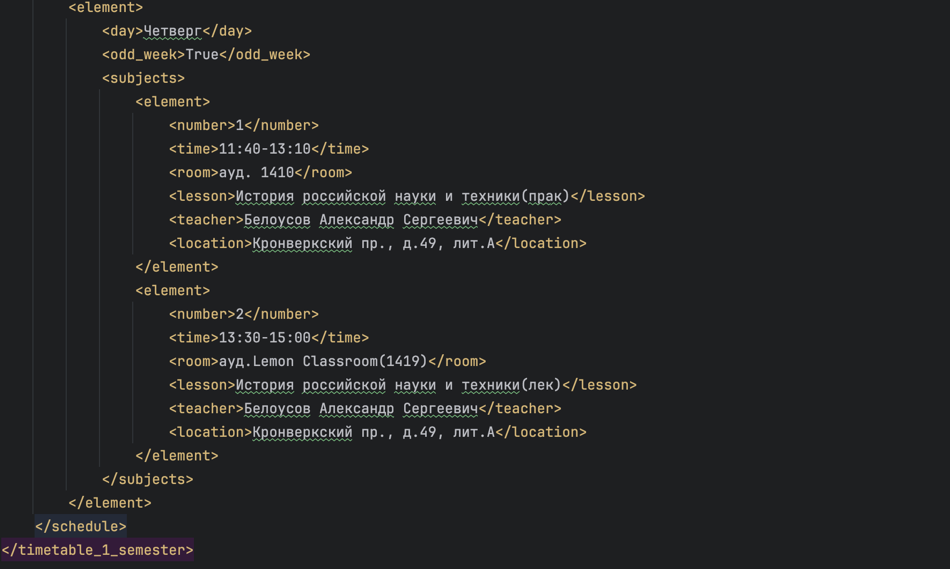 <element>
<day>Четверг</day>
<odd_week>True</odd_week>
<subjects>
<element>
<number>1</number>
<time>11:40-13:10</time>
<room>ауд. 1410</room>
<lesson>История российской науки и техники(прак)</lesson>
<teacher>Белоусов Александр Сергеевич</teacher>
<location>Кронверкский пр., д.49, лит.А</location>
</element>
<element>
<number>2</number>
<time>13:30-15:00</time>
<room>ауд.Lemon Classroom(1419)</room>
<lesson>История российской науки и техники(лек)</lesson>
<teacher>Белоусов Александр Сергеевич</teacher>
<location>Кронверкский пр., д.49, лит.А</location>
</element>
</subjects>
</element>
</schedule>
</timetable_1_semester>